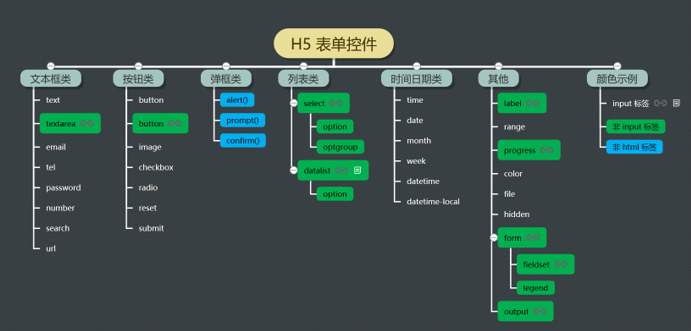 H5 表单控件
文本框类
text
textarea
email
tel
password
number
search
url
按钮类
button
button
image
checkbox
radio
reset
submit
弹框类
alert()
prompt()
confirm()
列表类
select
option
optgroup
datalist
option
时间日期类
time
date
month
week
datetime
datetime-local
其他
label
range
progress
color
file
hidden
form
fieldset
legend
output
颜色示例
input 标签
非 input 标签
非 html 标签